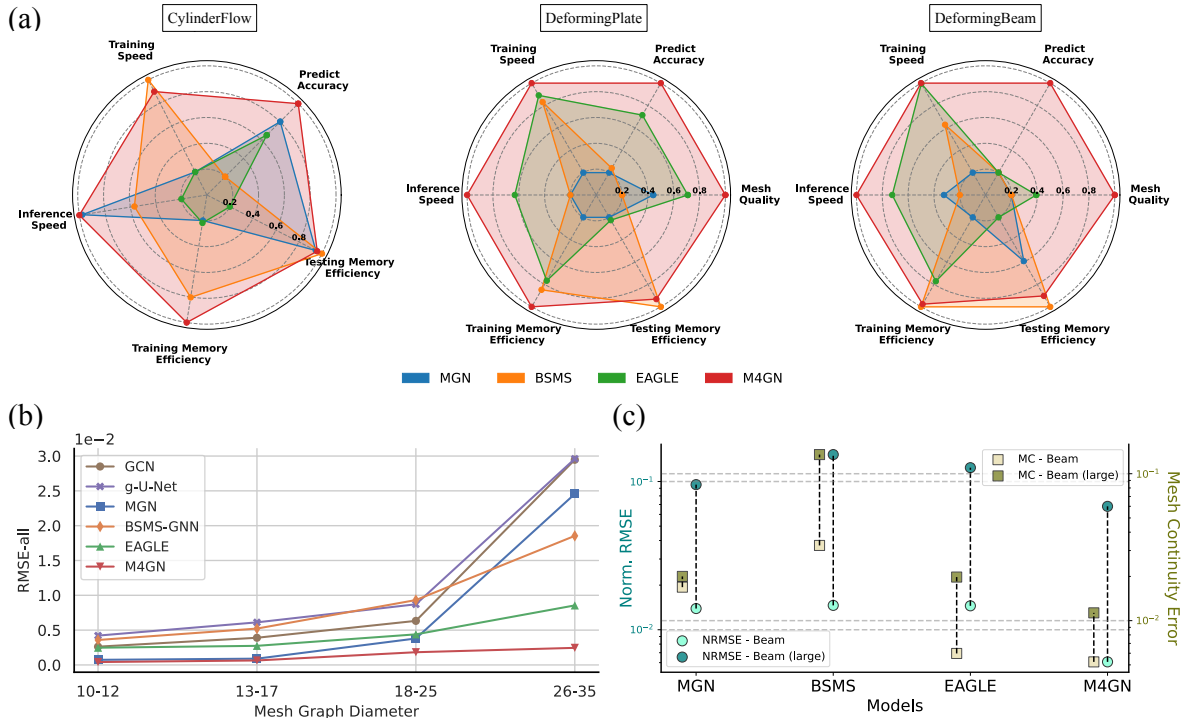 (a)
CylinderFlow
DeformingPlate
DeformingBeam
Training
Speed
Predict
Accuracy
Inference
Speed
0.2
0.4
0.6
0.8
Testing Memory
Efficiency
Training Memory
Efficiency
Training
Speed
Predict
Accuracy
Inference
Speed
0.2 0.4 0.6 0.8
Mesh
Quality
Training Memory
Efficiency
Testing Memory
Efficiency
Training
Speed
Predict
Accuracy
Inference
Speed
0.2 0.4 0.6 0.8
Mesh
Quality
Training Memory
Efficiency
Testing Memory
Efficiency
MGN
BSMS
EAGLE
M4GN
(b)
1e−2
3.0
2.5
2.0
1.5
1.0
0.5
0.0
RMSE-all
GCN
g-U-Net
MGN
BSMS-GNN
EAGLE
M4GN
10-12
13-17
18-25
26-35
Mesh Graph Diameter
(c)
10⁻¹
10⁻²
Norm. RMSE
MC - Beam
MC - Beam (large)
NRMSE - Beam
NRMSE - Beam (large)
10⁻¹
10⁻²
Mesh Continuity Error
MGN
BSMS
EAGLE
M4GN
Models